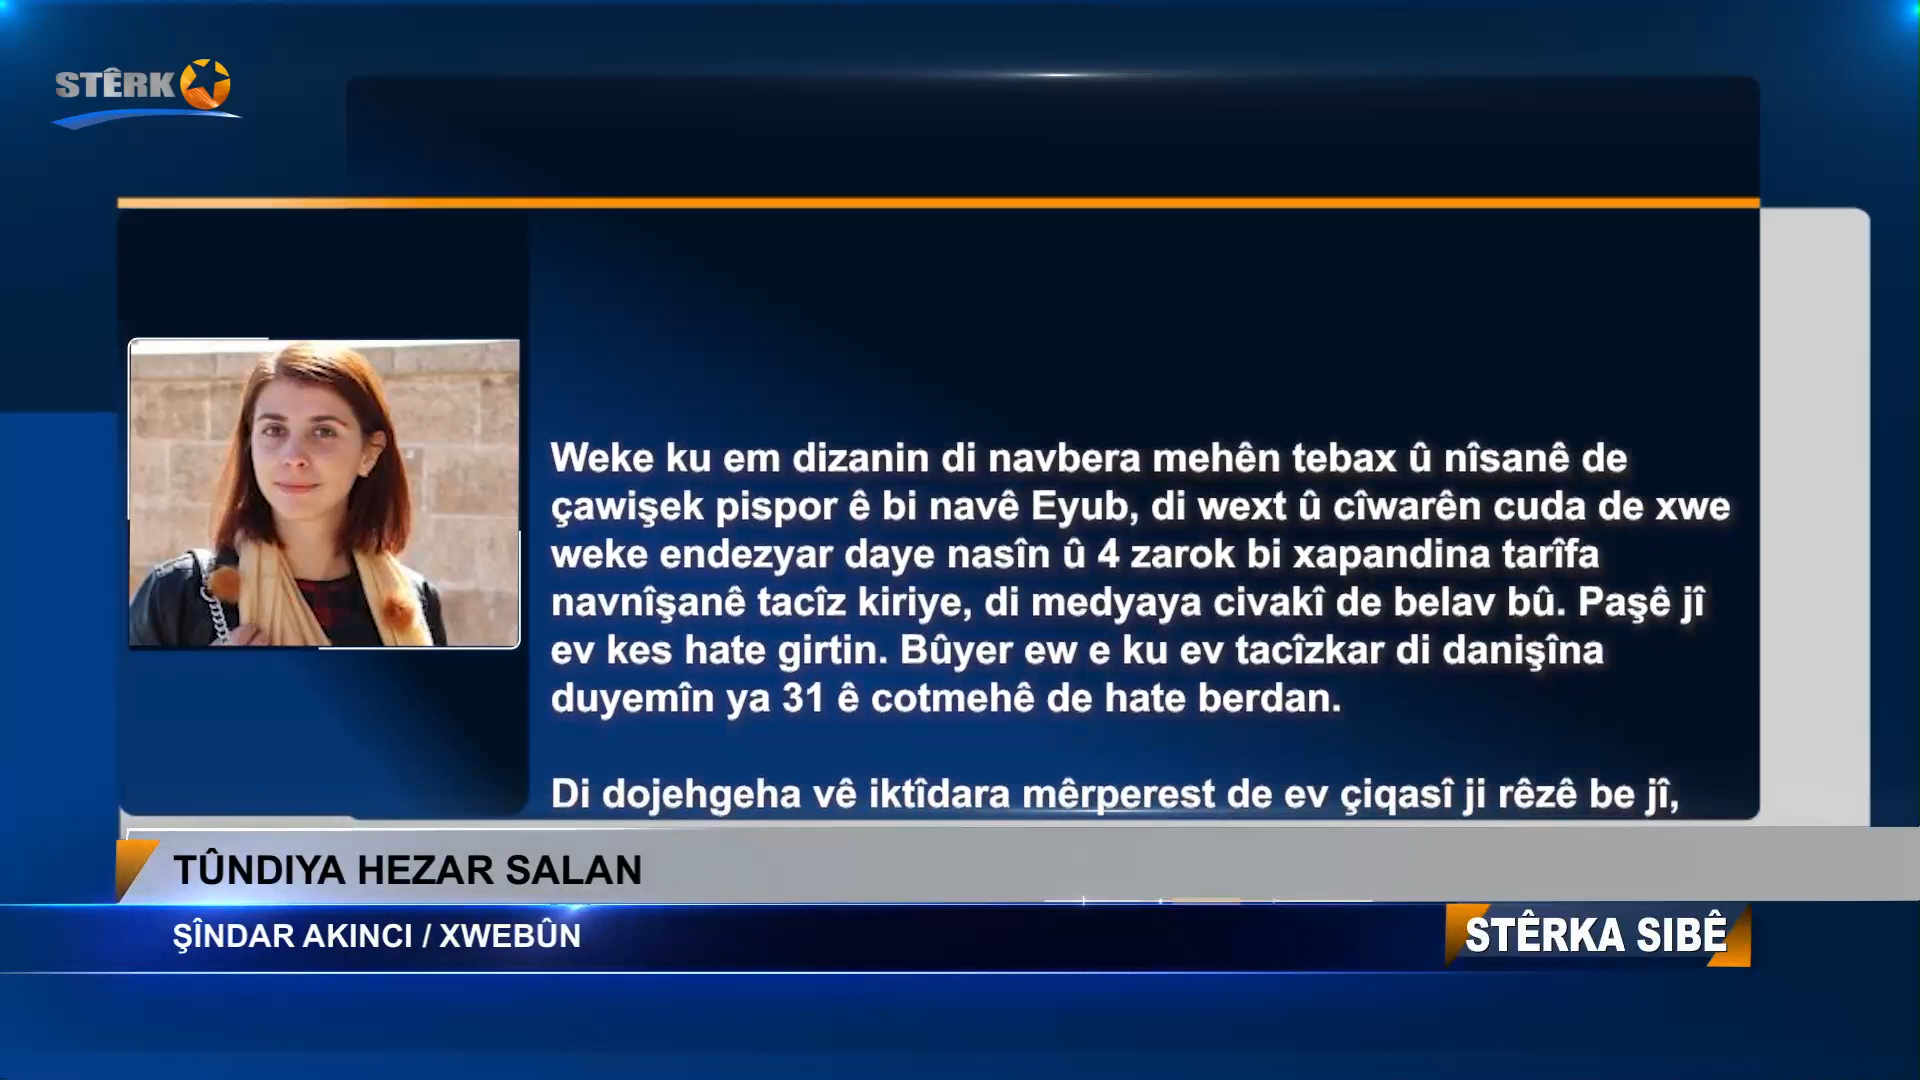 STÊRK
Weke ku em dizanin di navbera mehên tebax û nîsanê de
çawişek pispor ê bi navê Eyub, di wext û cîwarên cuda de xwe
weke endezyar daye nasîn û 4 zarok bi xapandina tarîfa
navnîşanê tacîz kiriye, di medyaya civakî de belav bû. Paşê jî
ev kes hate girtin. Bûyer ew e ku ev tacîzkar di danişîna
duyemîn ya 31 ê cotmehê de hate berdan.
Di dojehgeha vê iktîdara mêrperest de ev çiqasî ji rêzê be jî,
TÛNDIYA HEZAR SALAN
ŞÎNDAR AKINCI / XWEBÛN
STÊRKA SIBÊ